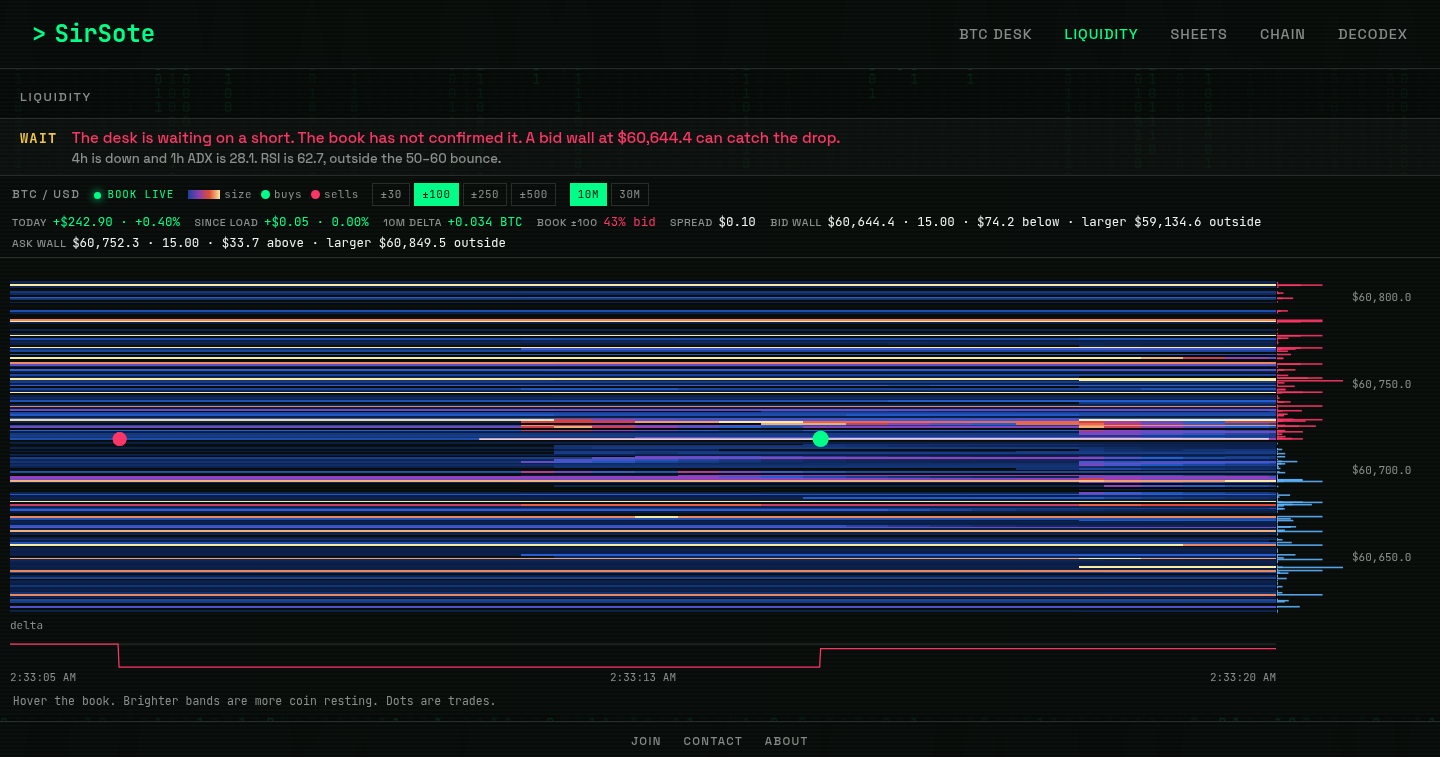 > SirSote
BTC DESK LIQUIDITY SHEETS CHAIN DECODEX
LIQUIDITY
WAIT The desk is waiting on a short. The book has not confirmed it. A bid wall at $60,644.4 can catch the drop.
4h is down and 1h ADX is 28.1. RSI is 62.7, outside the 50–60 bounce.
BTC / USD BOOK LIVE size buys sells ±30 ±100 ±250 ±500 10M 30M
TODAY +$242.90 · +0.40% SINCE LOAD +$0.05 · 0.00% 10M DELTA +0.034 BTC BOOK ±100 43% bid SPREAD $0.10 BID WALL $60,644.4 · 15.00 · $74.2 below · larger $59,134.6 outside
ASK WALL $60,752.3 · 15.00 · $33.7 above · larger $60,849.5 outside
$60,800.0
$60,750.0
$60,700.0
$60,650.0
delta
2:33:05 AM 2:33:13 AM 2:33:20 AM
Hover the book. Brighter bands are more coin resting. Dots are trades.
JOIN CONTACT ABOUT